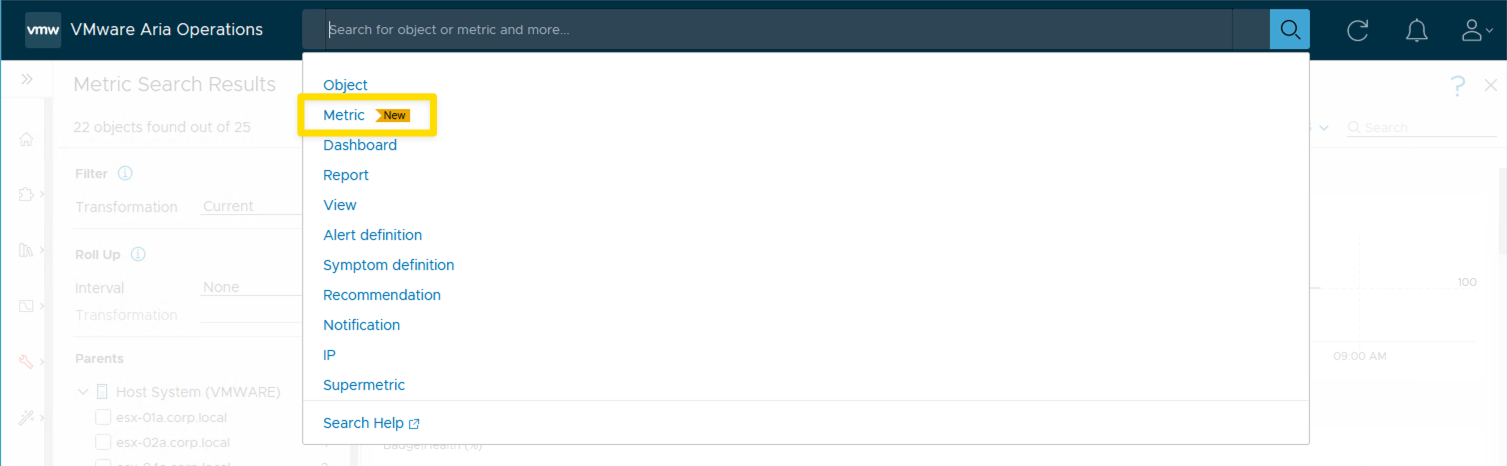 vmw VMware Aria Operations Search for object or metric and more...
Metric Search Results
22 objects found out of 25
Search
Filter
Transformation Current
Roll Up
Interval None
Transformation
Parents
Host System (VMWARE)
esx-01a.corp.local
esx-02a.corp.local
Object
Metric New
Dashboard
Report
View
Alert definition
Symptom definition
Recommendation
Notification
IP
Supermetric
Search Help
100
09:00 AM